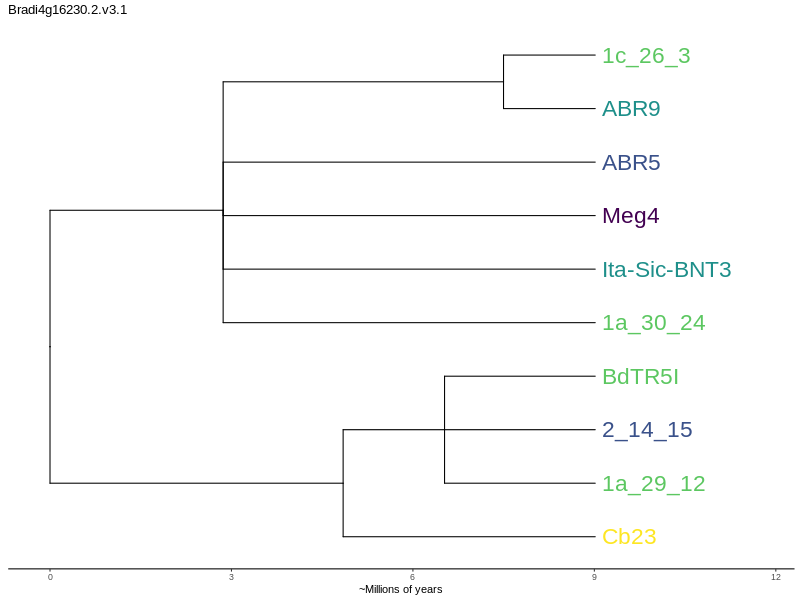 Bradi4g16230.2.v3.1
1c_26_3
ABR9
ABR5
Meg4
Ita-Sic-BNT3
1a_30_24
BdTR5I
2_14_15
1a_29_12
Cb23
0 3 6 9 12
~Millions of years